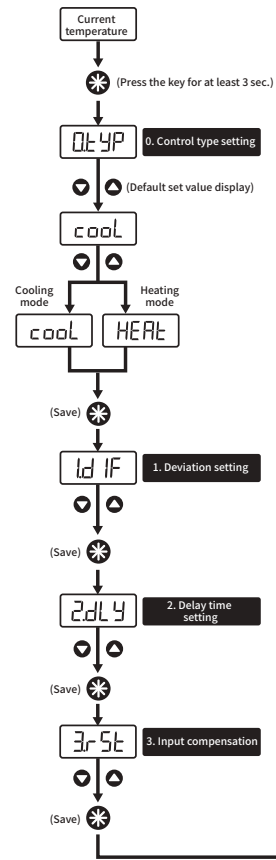 Current
temperature
(Press the key for at least 3 sec.)
0.tYP
0. Control type setting
(Default set value display)
cooL
Cooling
mode
Heating
mode
cooL
HEAt
(Save)
1.dIF
1. Deviation setting
(Save)
2.dLY
2. Delay time
setting
(Save)
3.rSt
3. Input compensation
(Save)